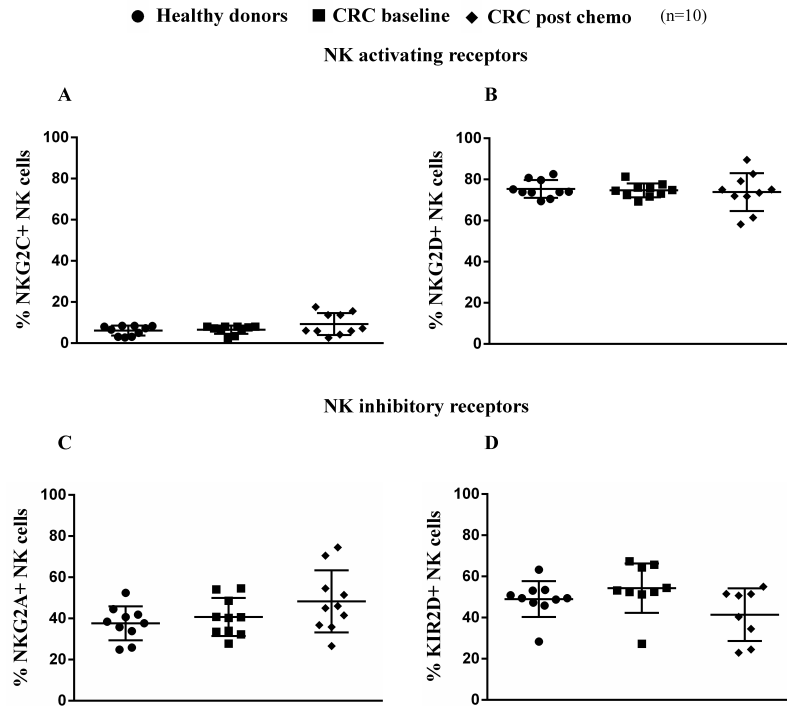 Healthy donors CRC baseline CRC post chemo (n=10)
NK activating receptors
A
B
% NKG2C+ NK cells
100
80
60
40
20
0
% NKG2D+ NK cells
100
80
60
40
20
0
NK inhibitory receptors
C
D
% NKG2A+ NK cells
100
80
60
40
20
0
% KIR2D+ NK cells
100
80
60
40
20
0